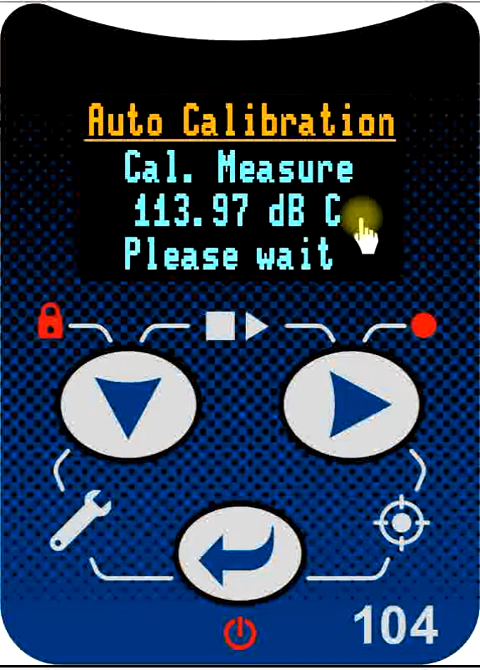 Auto Calibration
Cal. Measure
113.97 dB C
Please wait
104